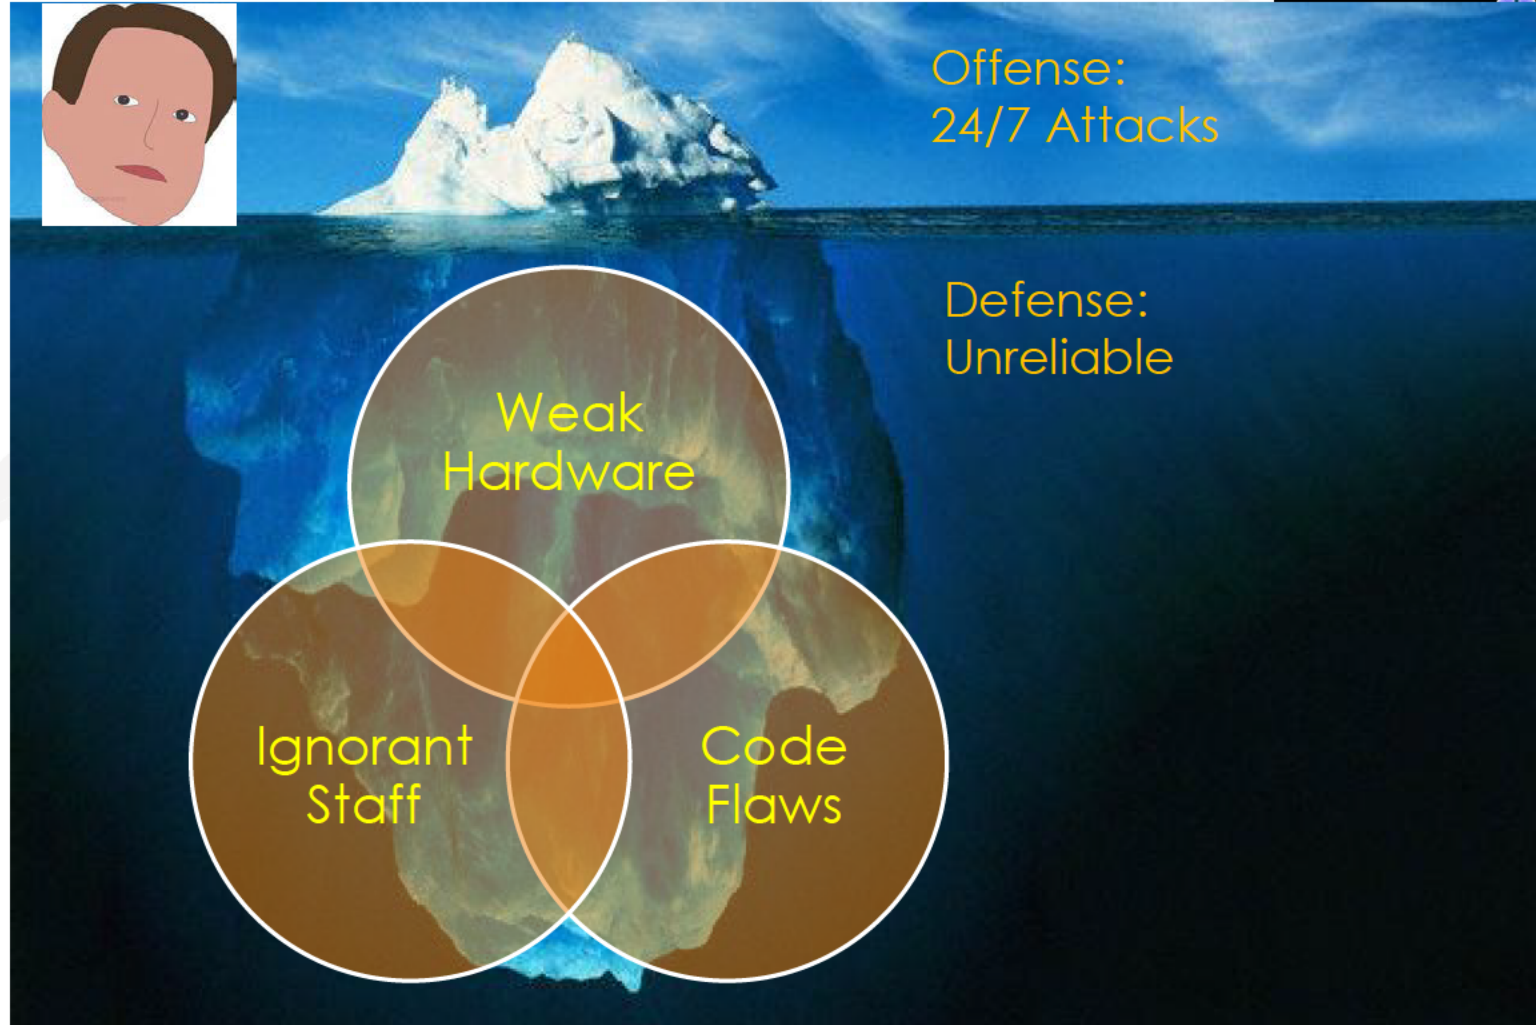 Offense:
24/7 Attacks
Defense:
Unreliable
Weak
Hardware
Ignorant
Staff
Code
Flaws